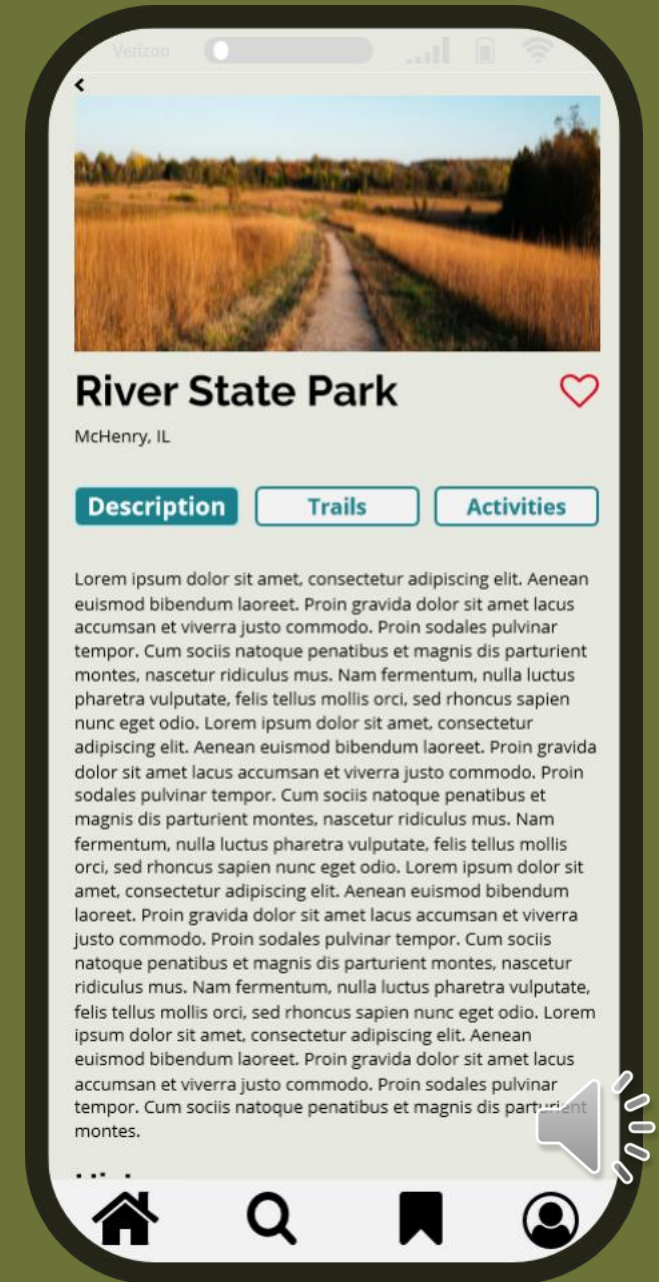 Verizon
River State Park
McHenry, IL
Description
Trails
Activities
Lorem ipsum dolor sit amet, consectetur adipiscing elit. Aenean
euismod bibendum laoreet. Proin gravida dolor sit amet lacus
accumsan et viverra justo commodo. Proin sodales pulvinar
tempor. Cum sociis natoque penatibus et magnis dis parturient
montes, nascetur ridiculus mus. Nam fermentum, nulla luctus
pharetra vulputate, felis tellus mollis orci, sed rhoncus sapien
nunc eget odio. Lorem ipsum dolor sit amet, consectetur
adipiscing elit. Aenean euismod bibendum laoreet. Proin gravida
dolor sit amet lacus accumsan et viverra justo commodo. Proin
sodales pulvinar tempor. Cum sociis natoque penatibus et
magnis dis parturient montes, nascetur ridiculus mus. Nam
fermentum, nulla luctus pharetra vulputate, felis tellus mollis
orci, sed rhoncus sapien nunc eget odio. Lorem ipsum dolor sit
amet, consectetur adipiscing elit. Aenean euismod bibendum
laoreet. Proin gravida dolor sit amet lacus accumsan et viverra
justo commodo. Proin sodales pulvinar tempor. Cum sociis
natoque penatibus et magnis dis parturient montes, nascetur
ridiculus mus. Nam fermentum, nulla luctus pharetra vulputate,
felis tellus mollis orci, sed rhoncus sapien nunc eget odio. Lorem
ipsum dolor sit amet, consectetur adipiscing elit. Aenean
euismod bibendum laoreet. Proin gravida dolor sit amet lacus
accumsan et viverra justo commodo. Proin sodales pulvinar
tempor. Cum sociis natoque penatibus et magnis dis parturient
montes.